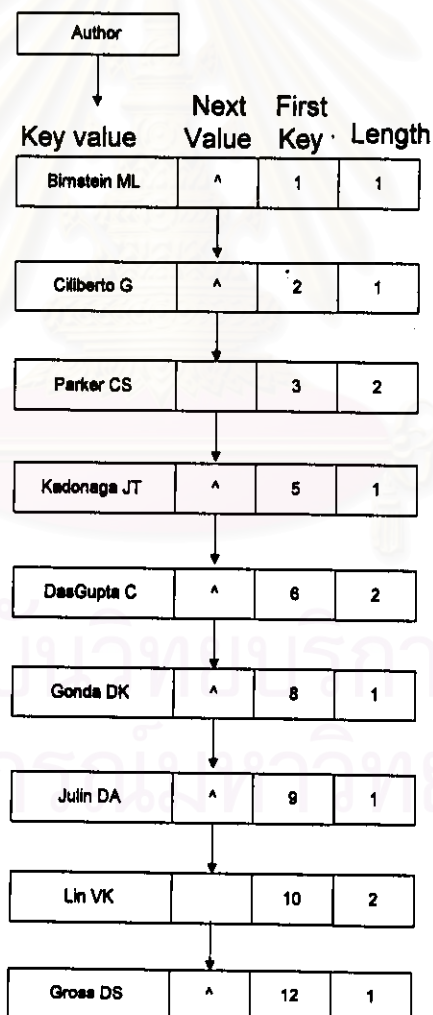 Author
Next First
Key value Value Key Length
Birnstein ML ^ 1 1
Ciliberto G ^ 2 1
Parker CS 3 2
Kadonaga JT ^ 5 1
DasGupta C ^ 6 2
Gonda DK ^ 8 1
Julin DA ^ 9 1
Lin VK 10 2
Gross DS ^ 12 1